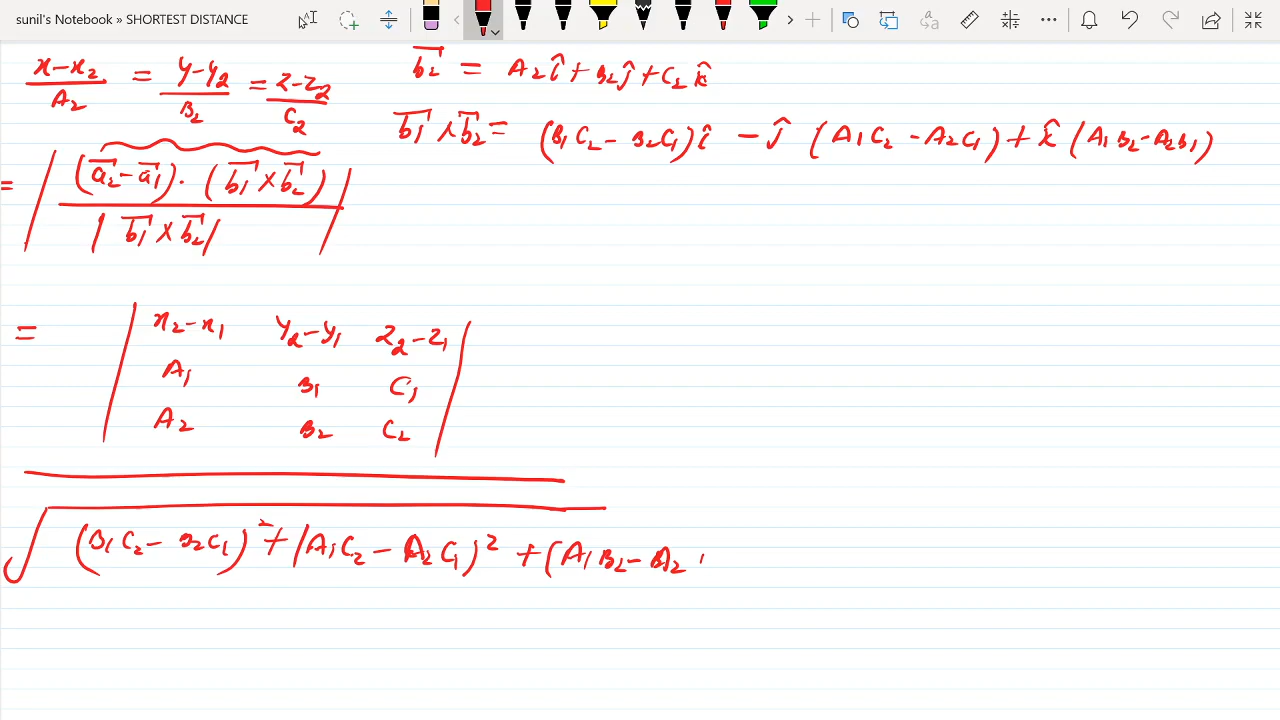 sunil's Notebook » SHORTEST DISTANCE
x-x₂/A₂ = y-y₂/B₂ = z-z₂/C₂
b₂ = A₂î + B₂ĵ + C₂k̂
b₁ × b₂ = (B₁C₂ - B₂C₁)î - ĵ(A₁C₂ - A₂C₁) + k̂(A₁B₂ - A₂B₁)
= | (a₂ - a₁) · (b₁ × b₂) / |b₁ × b₂| |
= | x₂-x₁ y₂-y₁ z₂-z₁ |
A₁ B₁ C₁
A₂ B₂ C₂
√ (B₁C₂ - B₂C₁)² + (A₁C₂ - A₂C₁)² + (A₁B₂ - A₂